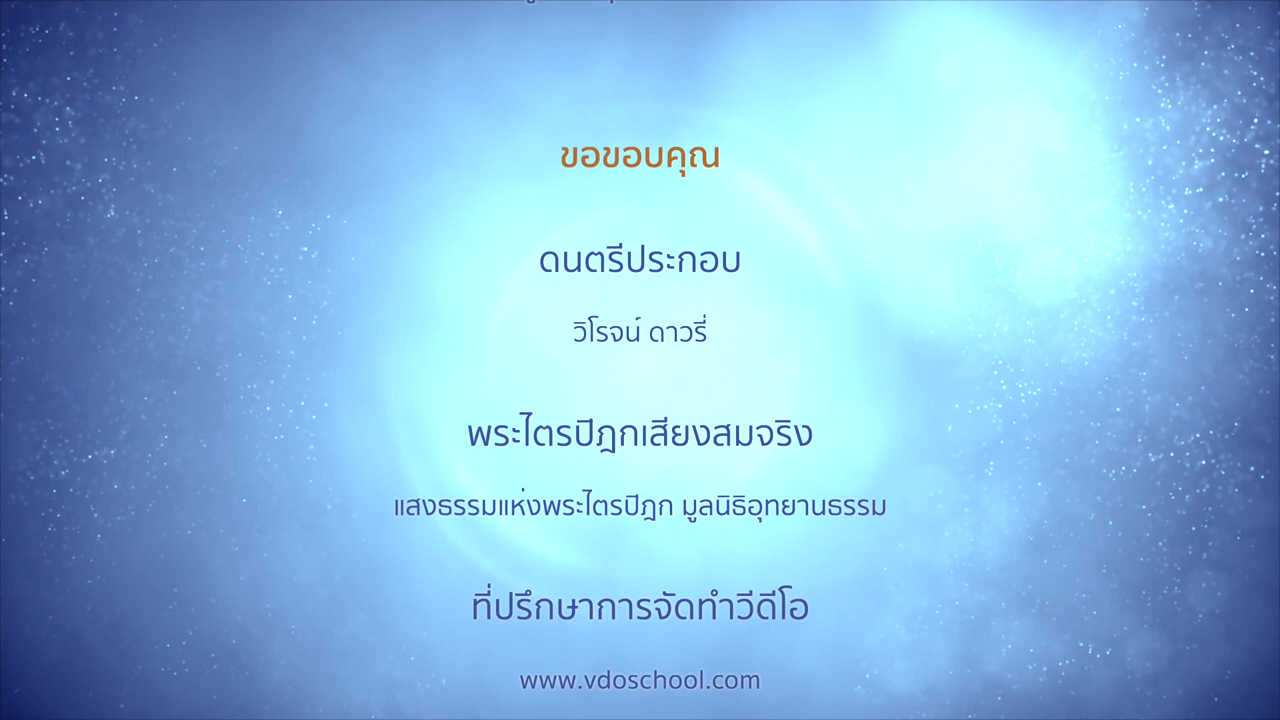 ขอขอบคุณ
ดนตรีประกอบ
วิโรจน์ ดาวรี่
พระไตรปิฎกเสียงสมจริง
แสงธรรมแห่งพระไตรปิฎก มูลนิธิอุทยานธรรม
ที่ปรึกษาการจัดทำวีดีโอ
www.vdoschool.com